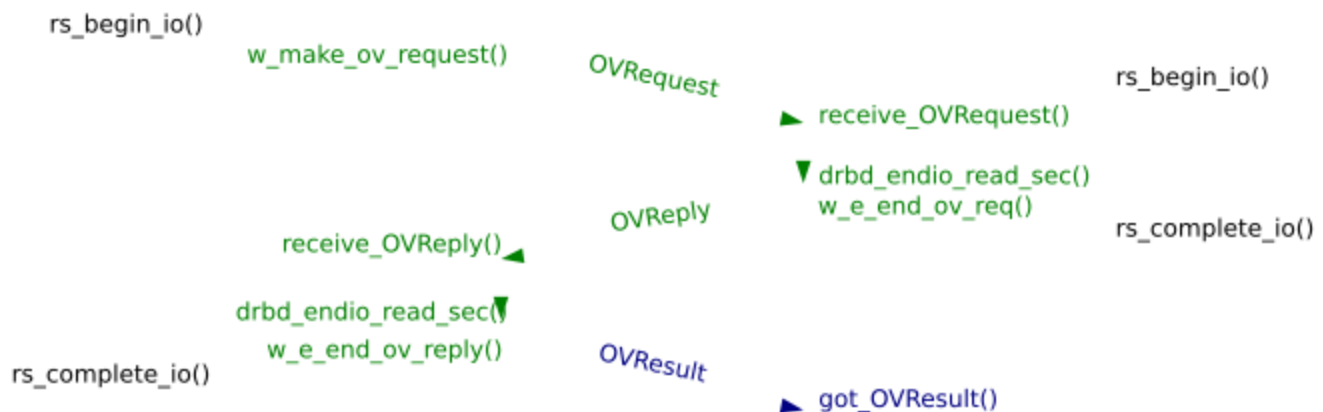 rs_begin_io()
w_make_ov_request()
OVRequest
rs_begin_io()
receive_OVRequest()
drbd_endio_read_sec()
w_e_end_ov_req()
OVReply
rs_complete_io()
receive_OVReply()
drbd_endio_read_sec()
w_e_end_ov_reply()
OVResult
rs_complete_io()
got_OVResult()